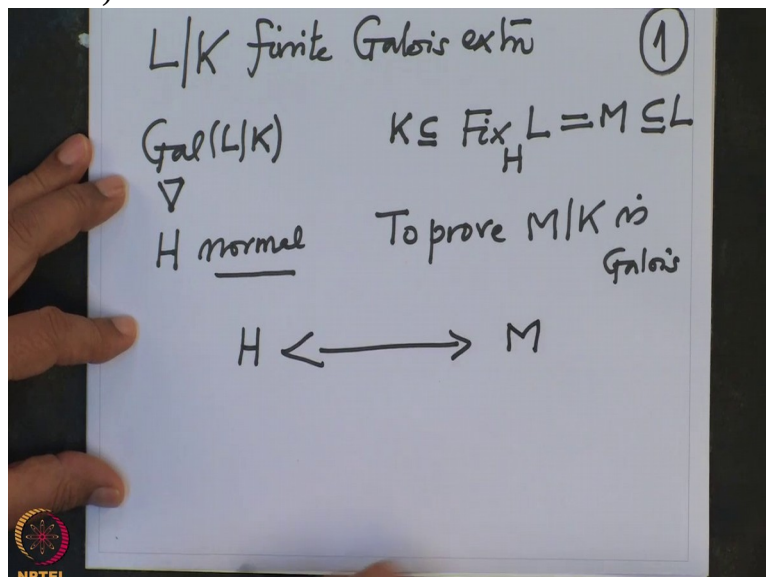 L/K finite Galois extn̄ 1
Gal(L/K) K ⊆ Fix_H L = M ⊆ L
▽
H normal To prove M/K is
Galois
H ⟷ M
NPTEL